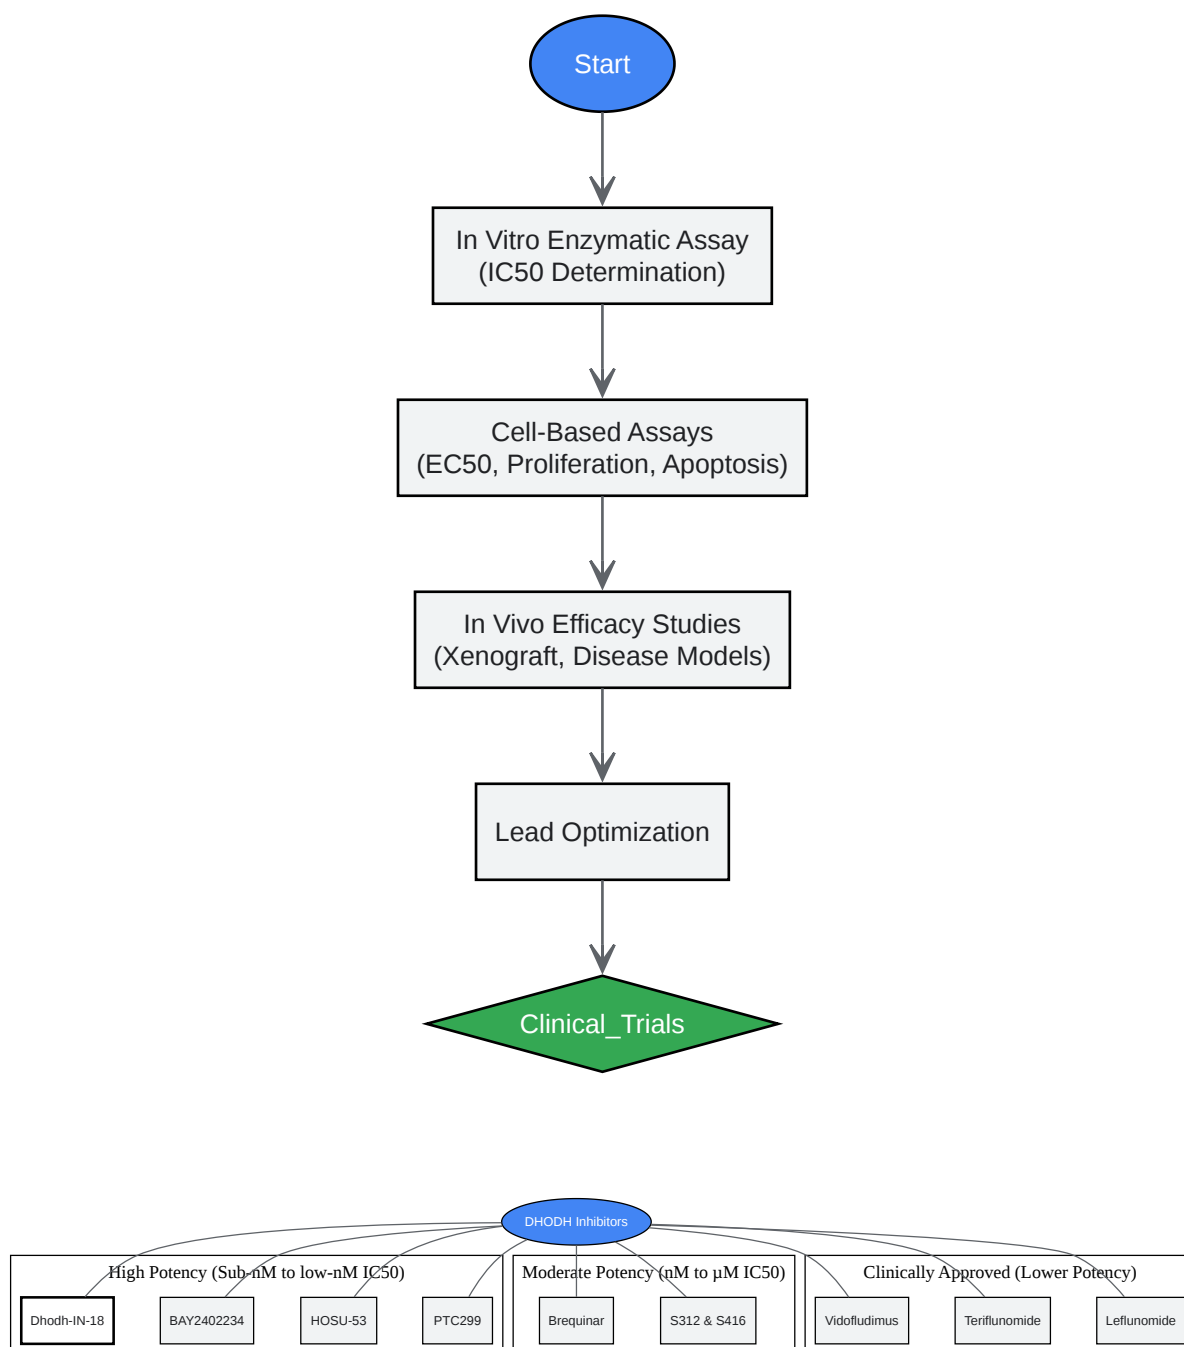 Start
In Vitro Enzymatic Assay
(IC50 Determination)
Cell-Based Assays
(EC50, Proliferation, Apoptosis)
In Vivo Efficacy Studies
(Xenograft, Disease Models)
Lead Optimization
Clinical_Trials
DHODH Inhibitors
High Potency (Sub-nM to low-nM IC50)
Dhodh-IN-18
BAY2402234
HOSU-53
PTC299
Moderate Potency (nM to µM IC50)
Brequinar
S312 & S416
Clinically Approved (Lower Potency)
Vidofludimus
Teriflunomide
Leflunomide